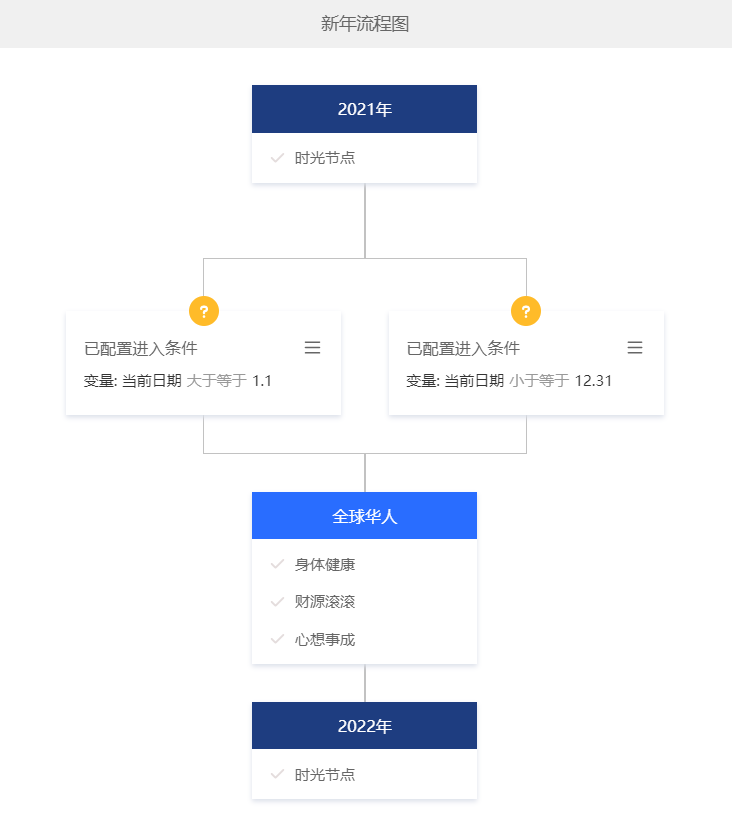 新年流程图
2021年
时光节点
?
?
已配置进入条件
变量: 当前日期 大于等于 1.1
已配置进入条件
变量: 当前日期 小于等于 12.31
全球华人
身体健康
财源滚滚
心想事成
2022年
时光节点